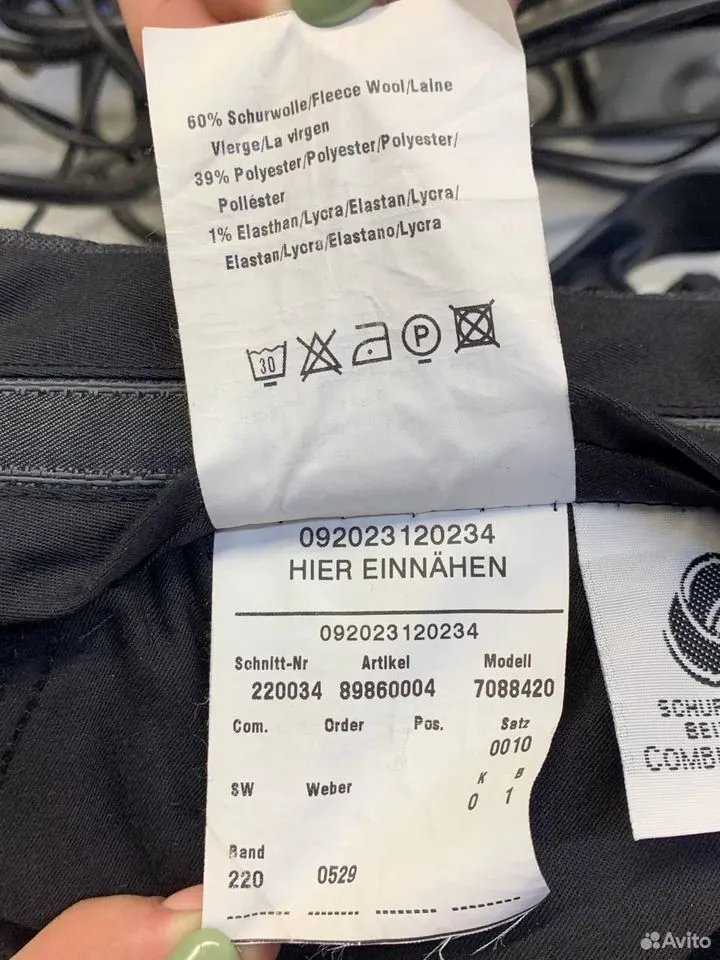 60% Schurwolle/Fleece Wool/Laine
Vierge/La virgen
39% Polyester/Polyester/Polyester/
Poliéster
1% Elasthan/Lycra/Elastan/Lycra/
Elastan/Lycra/Elastano/Lycra
30 P
092023120234
HIER EINNÄHEN
092023120234
Schnitt-Nr Artikel Modell
220034 89860004 7088420
Com. Order Pos. Satz
0010
SW Weber K B
0 1
Band
220 0529
COMB
Avito